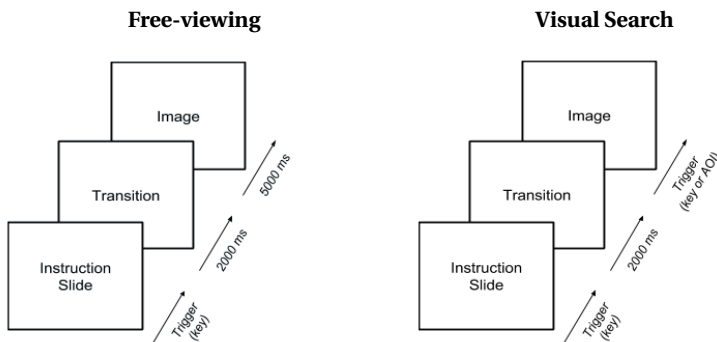 Free-viewing
Image
Transition
Instruction
Slide
5000 ms
2000 ms
Trigger
(key)
Visual Search
Image
Transition
Instruction
Slide
Trigger
(key or AOI)
2000 ms
Trigger
(key)